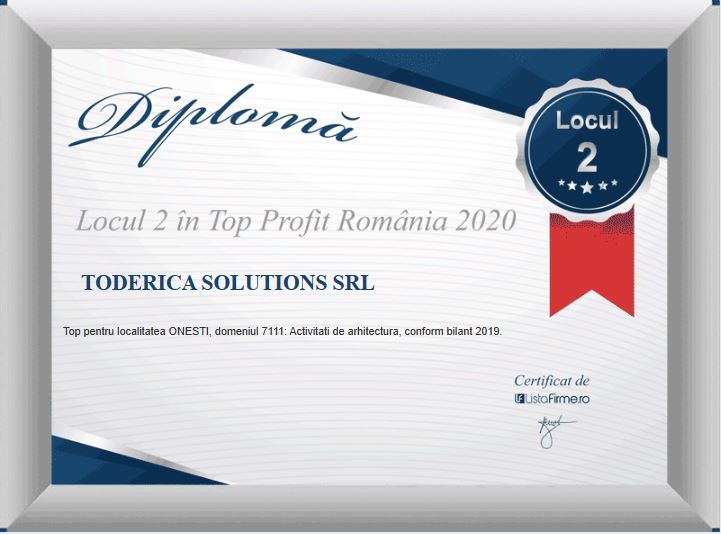 Diplomă
Locul
2
Locul 2 în Top Profit România 2020
TODERICA SOLUTIONS SRL
Top pentru localitatea ONESTI, domeniul 7111: Activitati de arhitectura, conform bilant 2019.
Certificat de
ListaFirme.ro